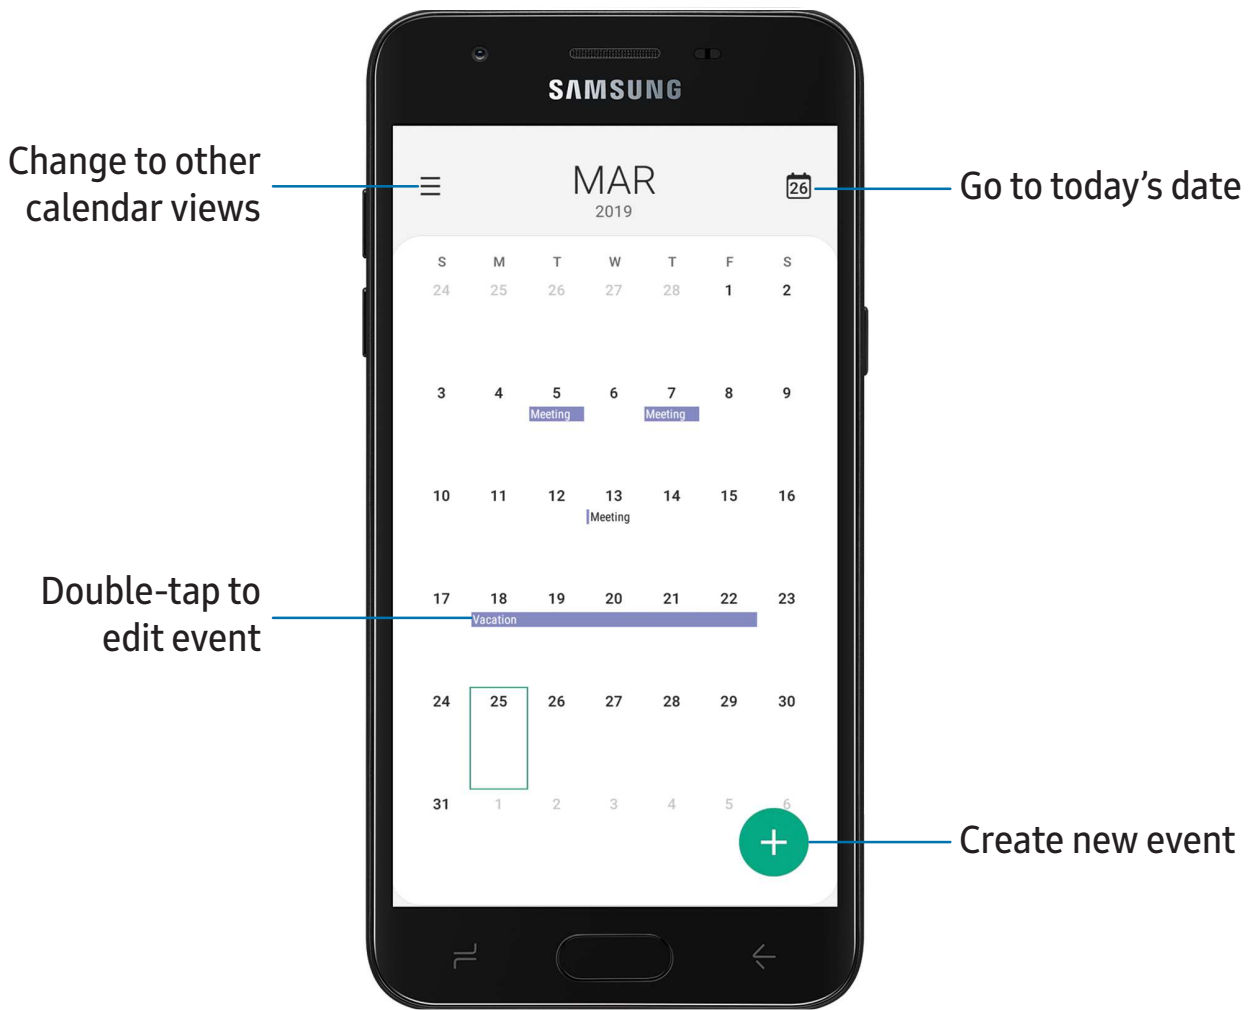 SAMSUNG
Change to other
calendar views
MAR
2019
26
Go to today's date
S M T W T F S
24 25 26 27 28 1 2
3 4 5 6 7 8 9
Meeting Meeting
10 11 12 13 14 15 16
Meeting
17 18 19 20 21 22 23
Vacation
Double-tap to
edit event
24 25 26 27 28 29 30
31 1 2 3 4 5 6
+
Create new event